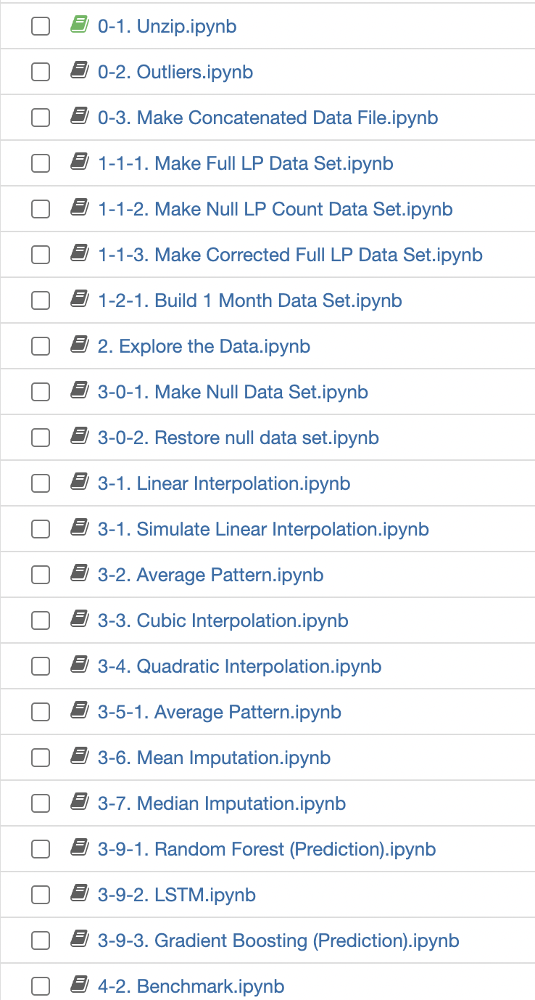 0-1. Unzip.ipynb
0-2. Outliers.ipynb
0-3. Make Concatenated Data File.ipynb
1-1-1. Make Full LP Data Set.ipynb
1-1-2. Make Null LP Count Data Set.ipynb
1-1-3. Make Corrected Full LP Data Set.ipynb
1-2-1. Build 1 Month Data Set.ipynb
2. Explore the Data.ipynb
3-0-1. Make Null Data Set.ipynb
3-0-2. Restore null data set.ipynb
3-1. Linear Interpolation.ipynb
3-1. Simulate Linear Interpolation.ipynb
3-2. Average Pattern.ipynb
3-3. Cubic Interpolation.ipynb
3-4. Quadratic Interpolation.ipynb
3-5-1. Average Pattern.ipynb
3-6. Mean Imputation.ipynb
3-7. Median Imputation.ipynb
3-9-1. Random Forest (Prediction).ipynb
3-9-2. LSTM.ipynb
3-9-3. Gradient Boosting (Prediction).ipynb
4-2. Benchmark.ipynb